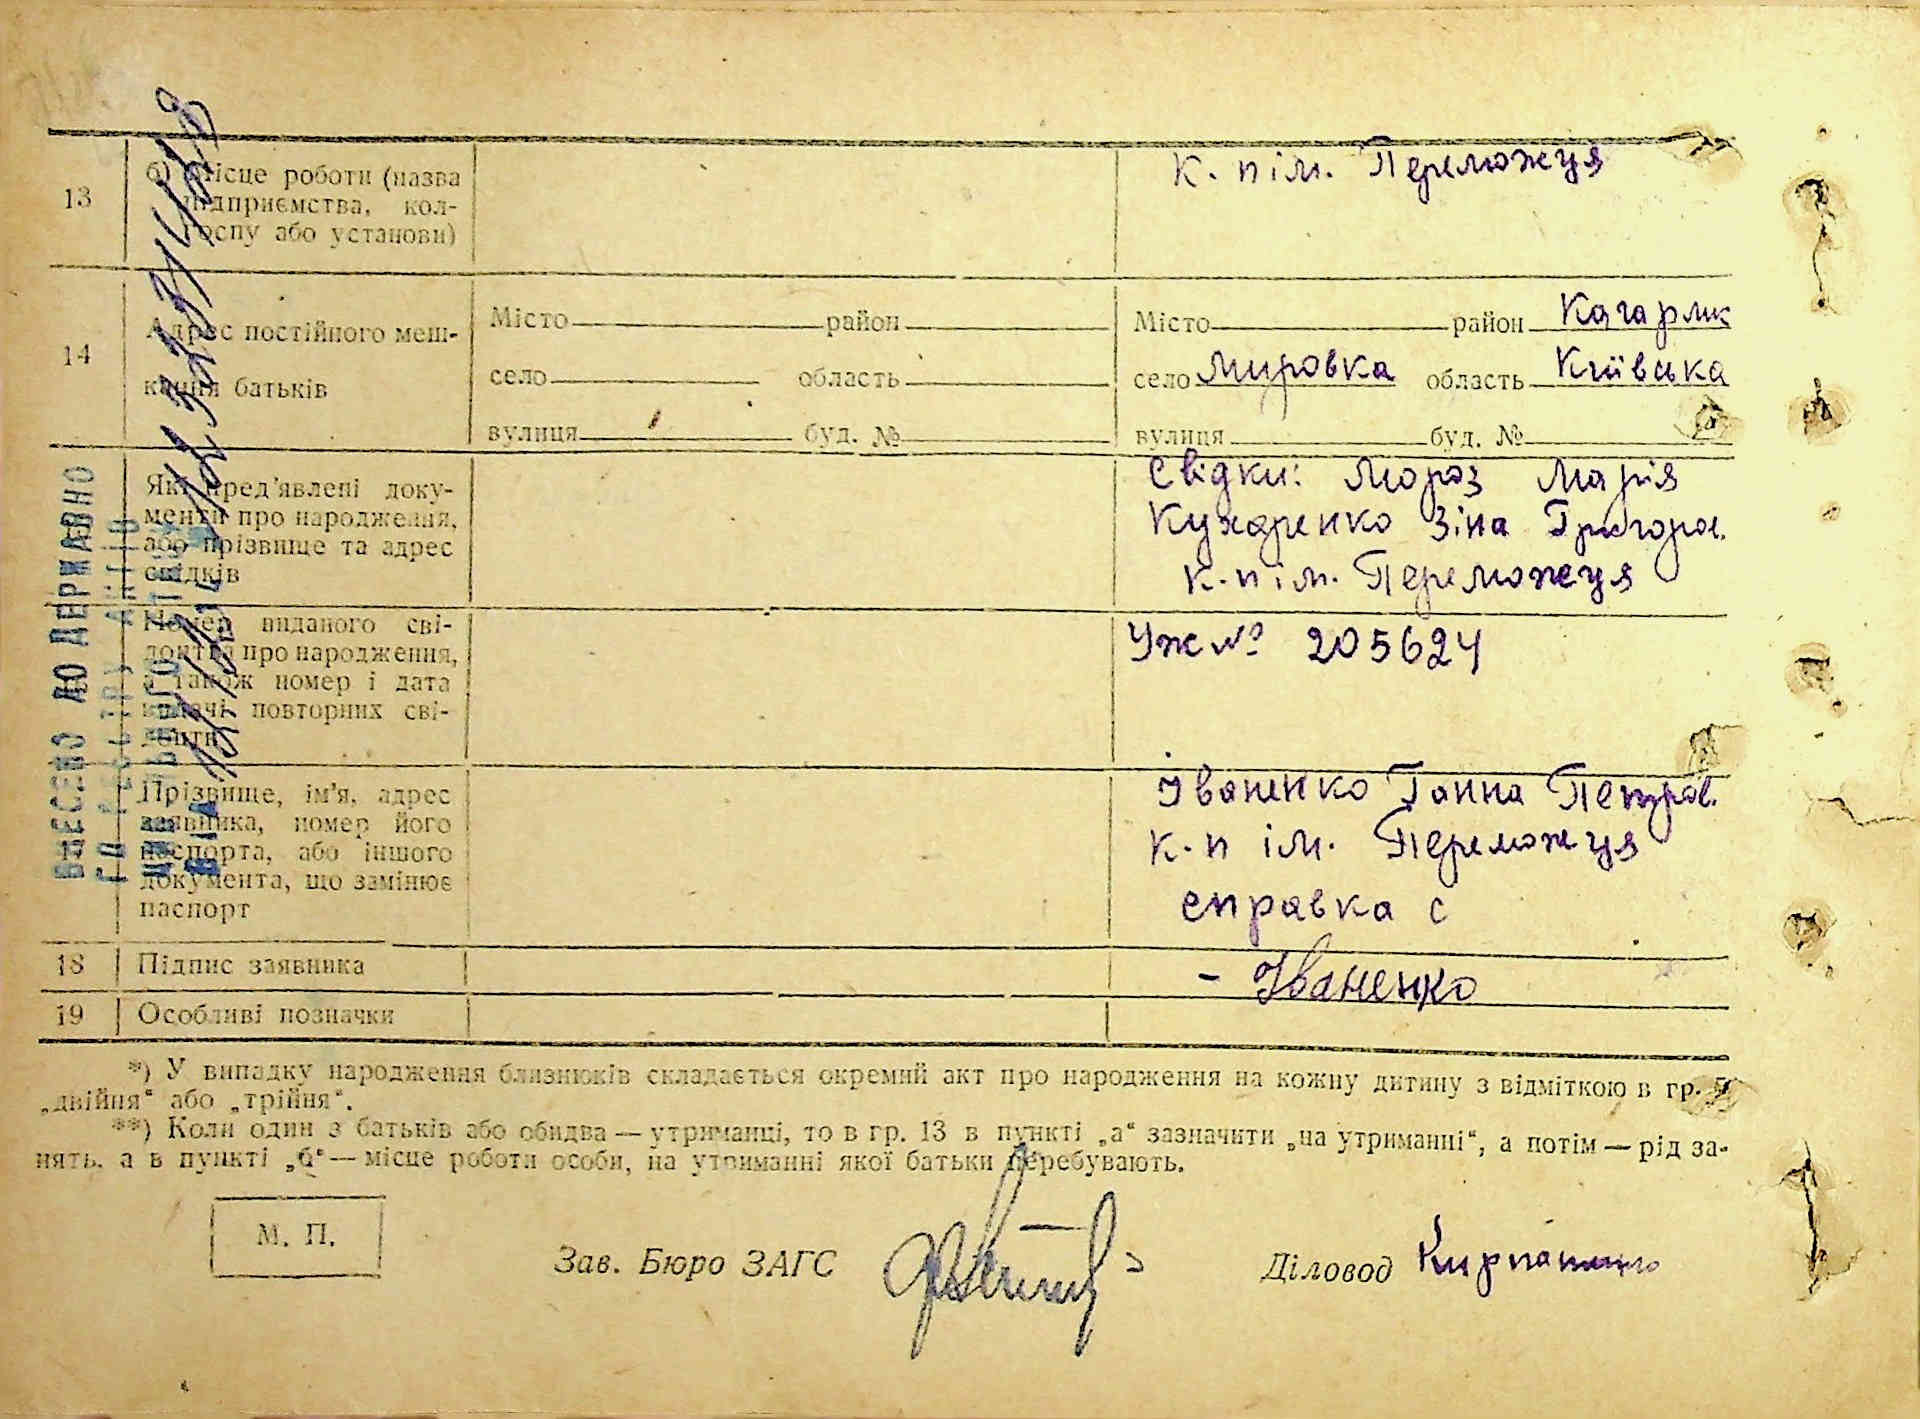 13
б) Місце роботи (назва
підприємства, кол-
госпу або установи)
к. п ім. Переможця
14
Адрес постійного меш-
кання батьків
Місто район
село область
вулиця буд. №
Місто район Кагарлик
село Мировка область Київська
вулиця буд. №
Які пред'явлені доку-
менти про народження,
або прізвище та адрес
свідків
Свідки: Мороз Марія
Кухаренко Зіна Григоров.
к. п ім. Переможця
Номер виданого сві-
доцтва про народження,
а також номер і дата
видачі повторних сві-
доцтв
Уж № 205624
17
Прізвище, ім'я, адрес
заявника, номер його
паспорта, або іншого
документа, що замінює
паспорт
Іваненко Ганна Петров.
к. п ім. Переможця
справка с
18
Підпис заявника
- Іваненко
19
Особливі позначки
*) У випадку народження близнюків складається окремий акт про народження на кожну дитину з відміткою в гр. 5
„двійня“ або „трійня“.
**) Коли один з батьків або обидва — утриманці, то в гр. 13 в пункті „а“ зазначити „на утриманні“, а потім — рід за-
нять, а в пункті „б“ — місце роботи особи, на утриманні якої батьки перебувають.
М. П.
Зав. Бюро ЗАГС
Діловод
ВНЕСЕНО ДО ДЕРЖАВНО